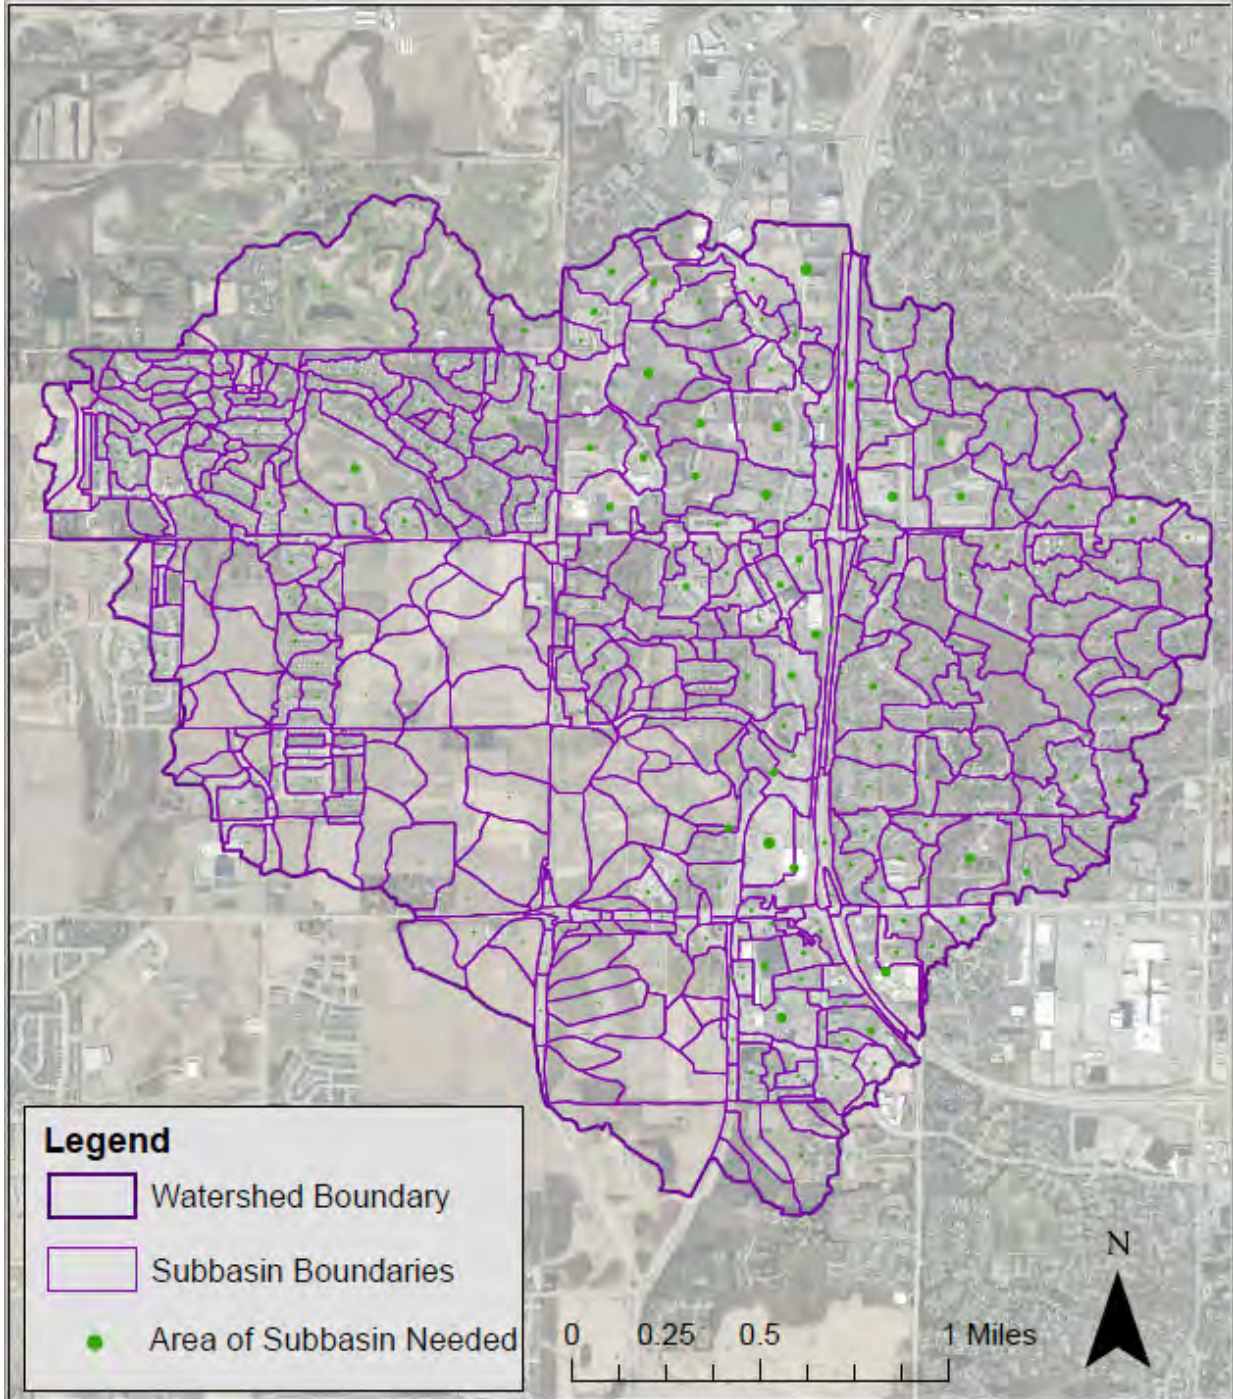 Legend
Watershed Boundary
Subbasin Boundaries
Area of Subbasin Needed
0 0.25 0.5 1 Miles
N